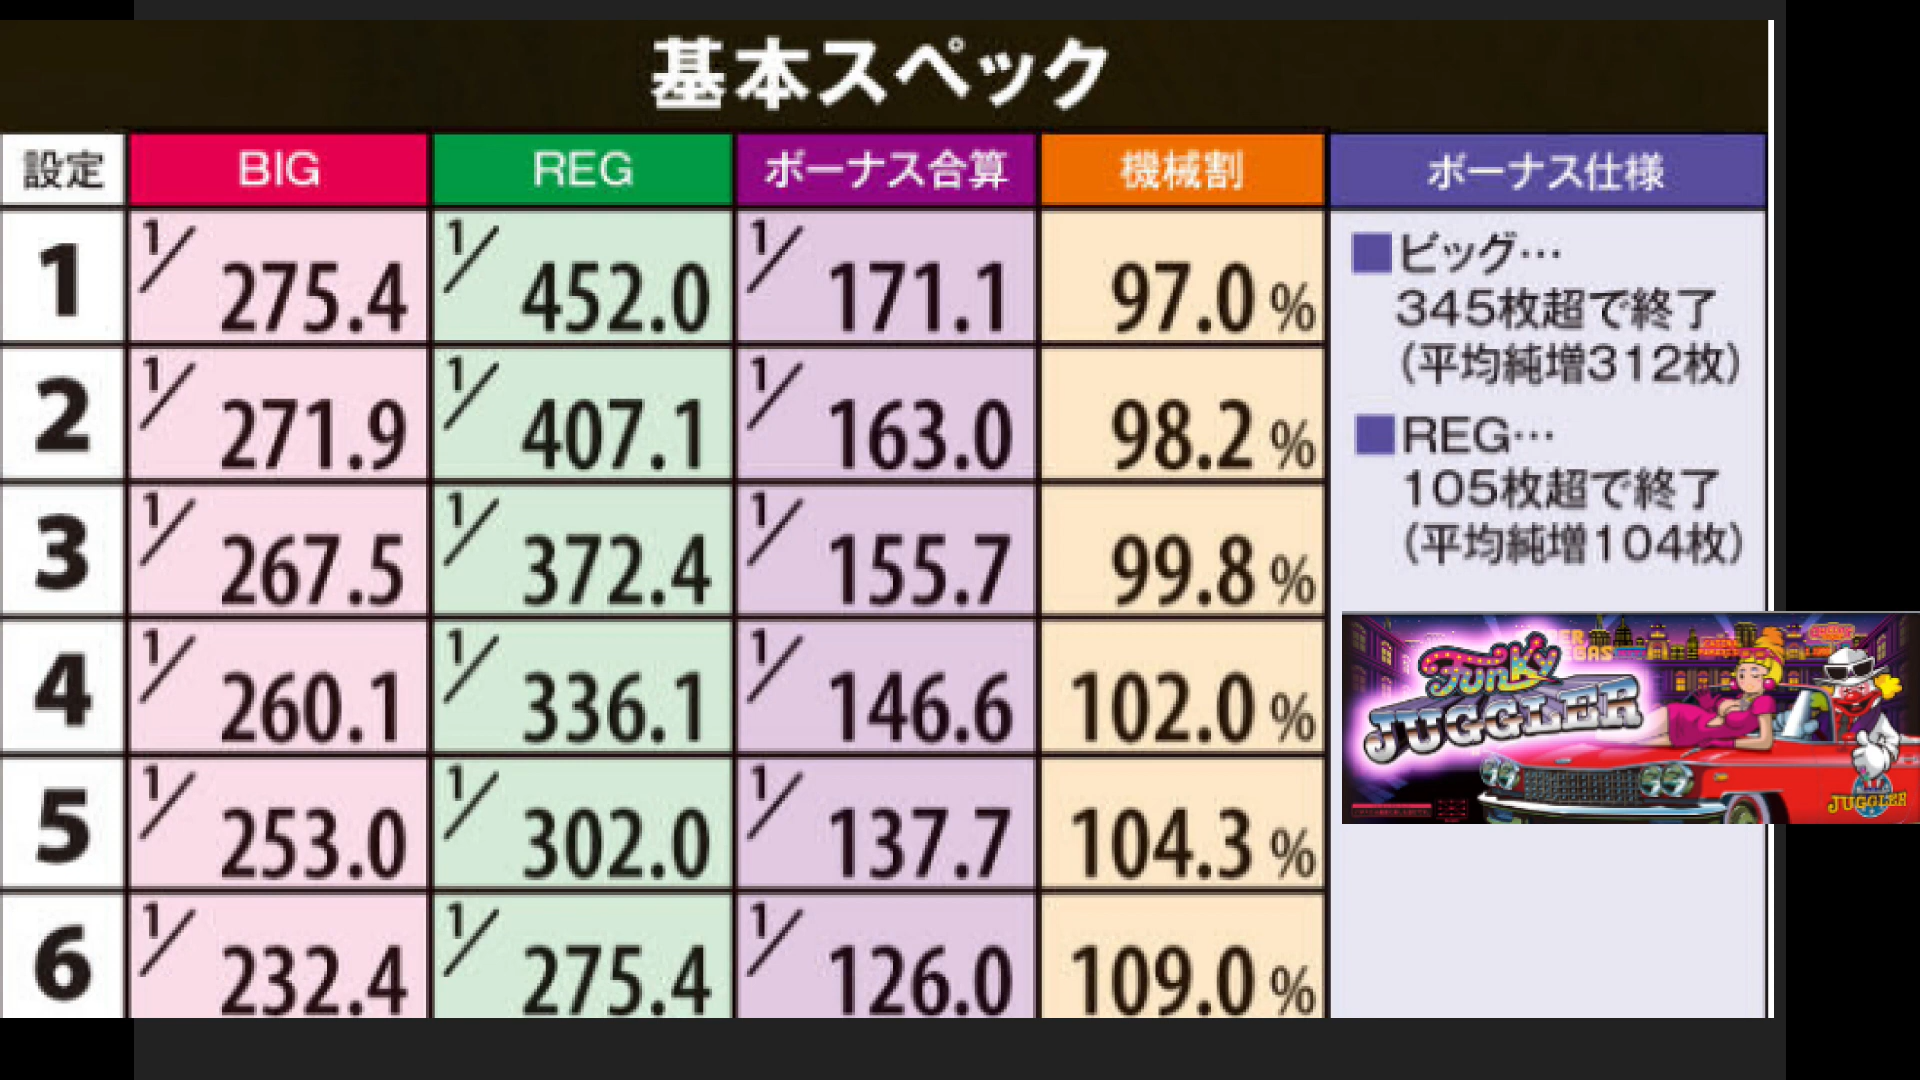 基本スペック
設定 BIG REG ボーナス合算 機械割 ボーナス仕様
1 1/275.4 1/452.0 1/171.1 97.0%
2 1/271.9 1/407.1 1/163.0 98.2%
3 1/267.5 1/372.4 1/155.7 99.8%
4 1/260.1 1/336.1 1/146.6 102.0%
5 1/253.0 1/302.0 1/137.7 104.3%
6 1/232.4 1/275.4 1/126.0 109.0%
■ビッグ…
345枚超で終了
(平均純増312枚)
■REG…
105枚超で終了
(平均純増104枚)
Funky
JUGGLER
JUGGLER